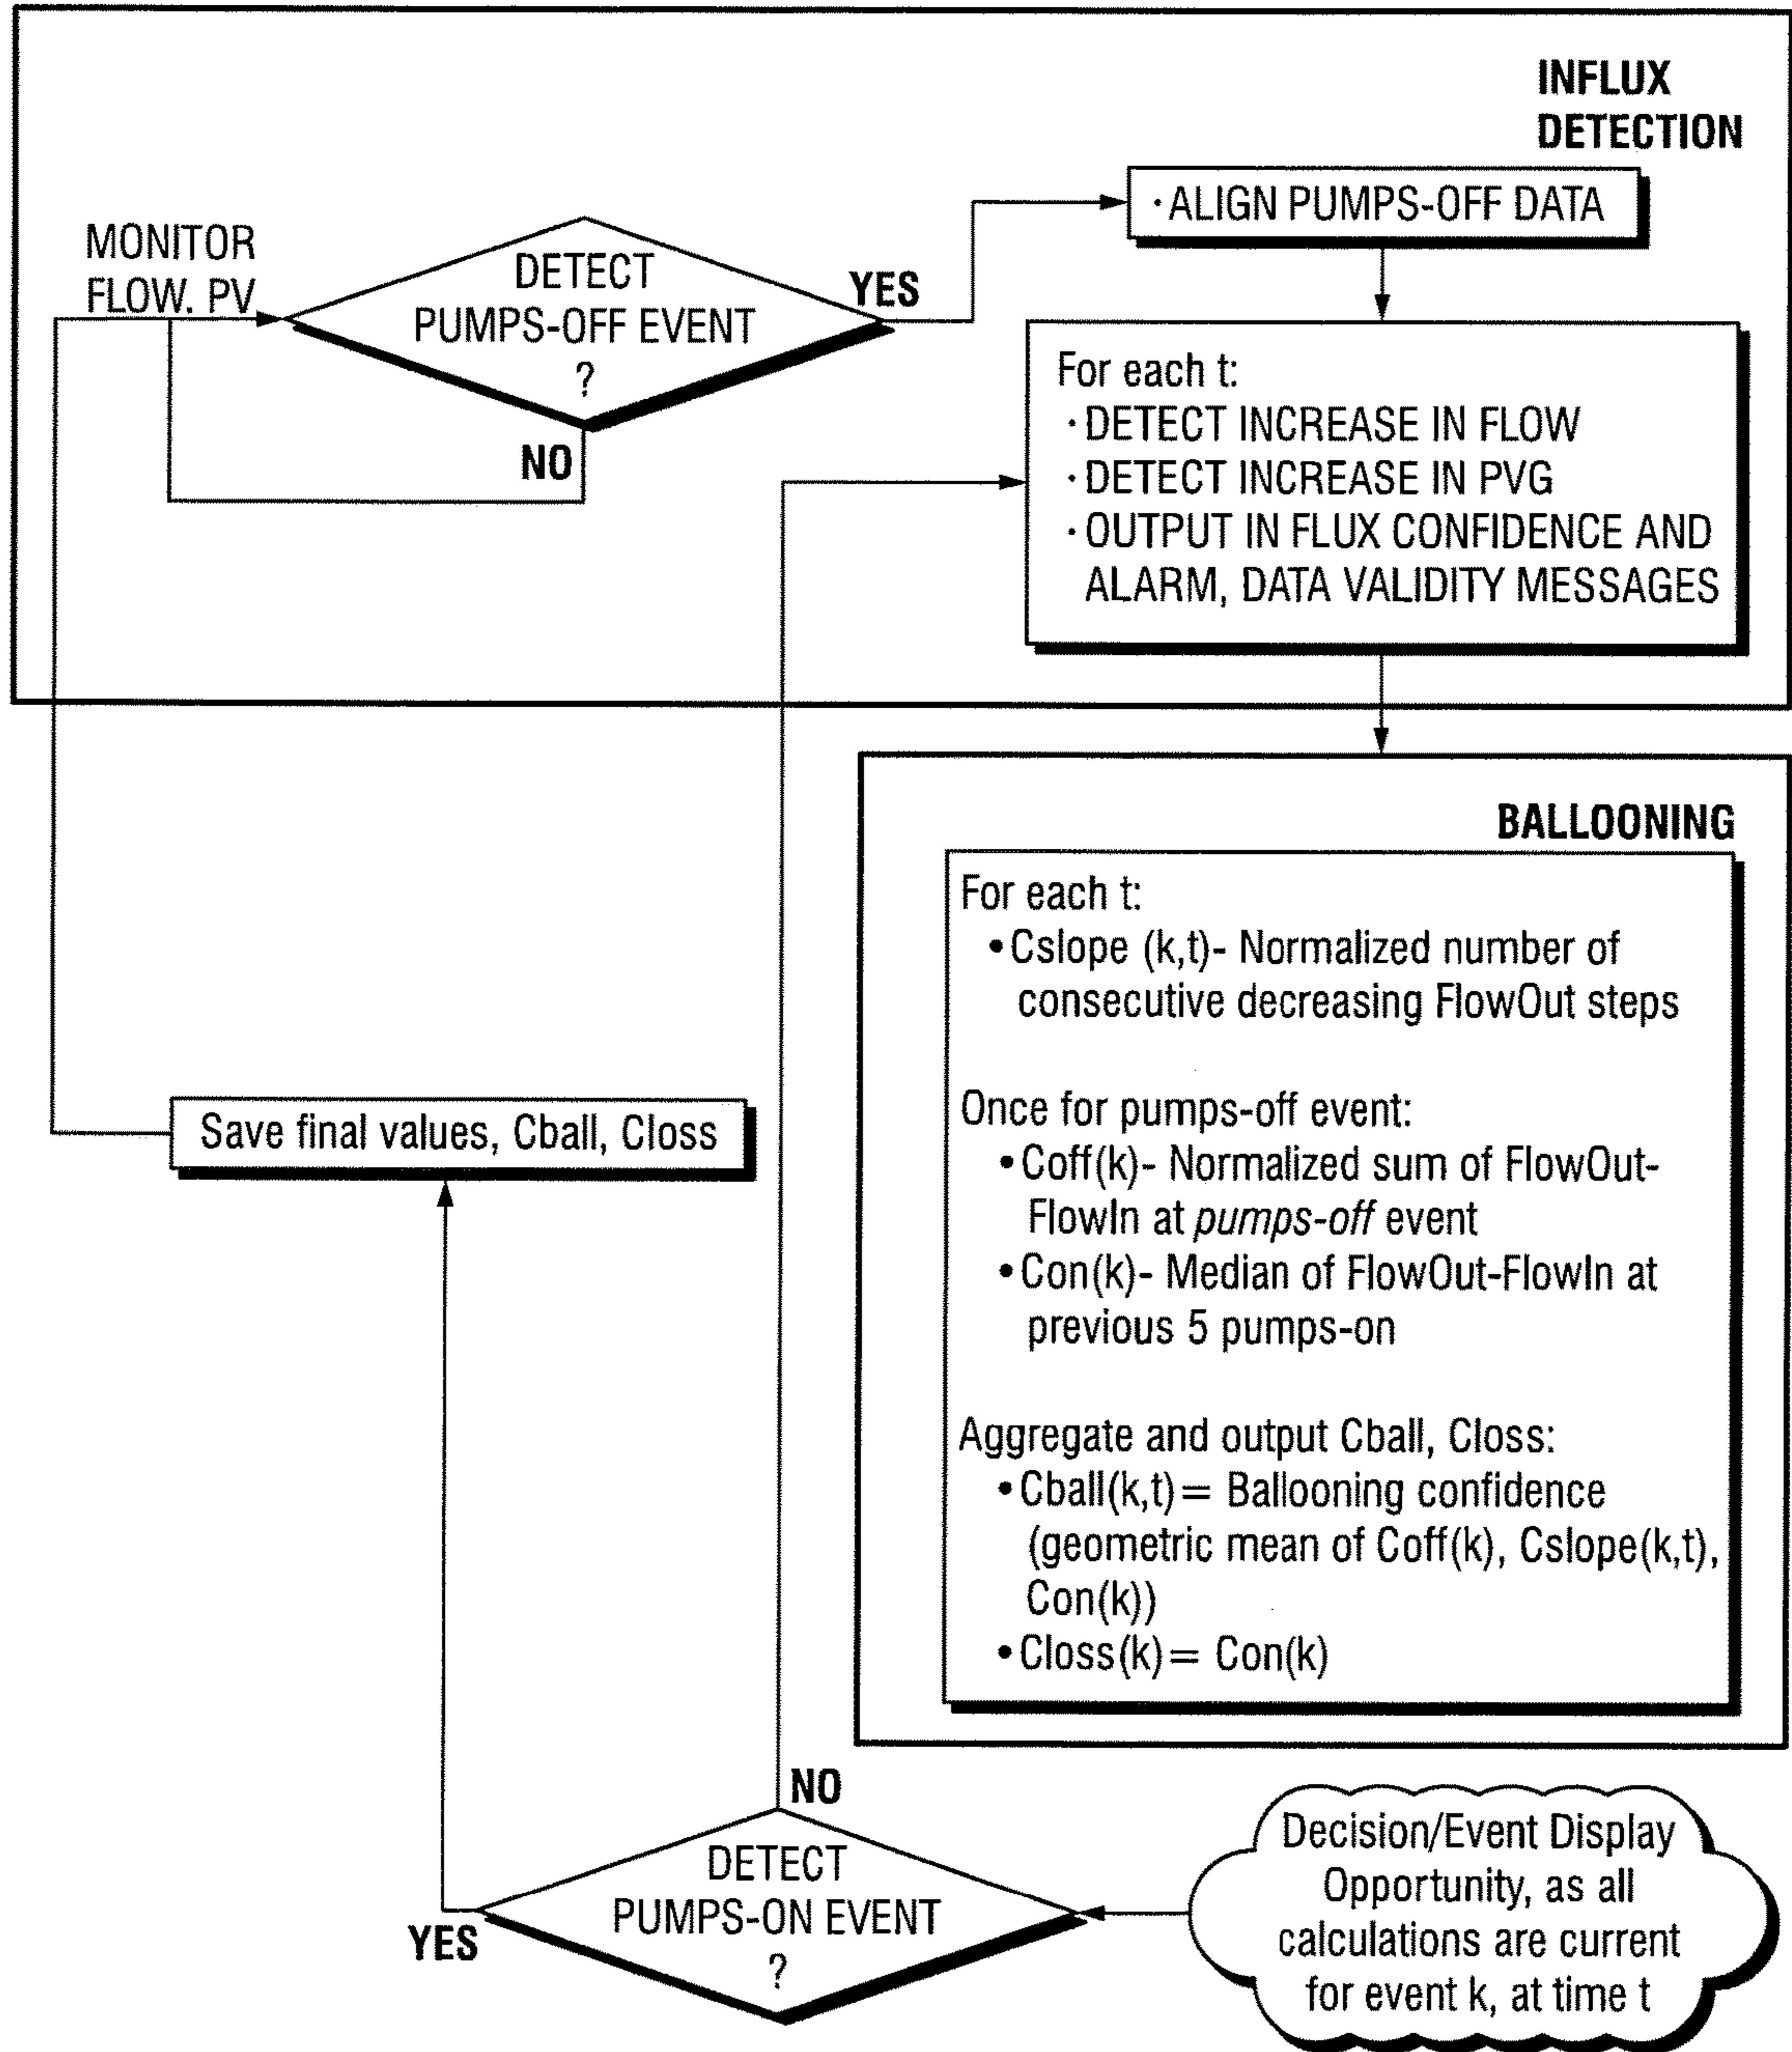 INFLUX
DETECTION
· ALIGN PUMPS-OFF DATA
MONITOR
FLOW. PV
DETECT
PUMPS-OFF EVENT
?
YES
NO
For each t:
· DETECT INCREASE IN FLOW
· DETECT INCREASE IN PVG
· OUTPUT IN FLUX CONFIDENCE AND
ALARM, DATA VALIDITY MESSAGES
BALLOONING
For each t:
• Cslope (k,t)- Normalized number of
consecutive decreasing FlowOut steps
Once for pumps-off event:
• Coff(k)- Normalized sum of FlowOut-
FlowIn at pumps-off event
• Con(k)- Median of FlowOut-FlowIn at
previous 5 pumps-on
Aggregate and output Cball, Closs:
• Cball(k,t) = Ballooning confidence
(geometric mean of Coff(k), Cslope(k,t),
Con(k))
• Closs(k) = Con(k)
Save final values, Cball, Closs
NO
DETECT
PUMPS-ON EVENT
?
YES
Decision/Event Display
Opportunity, as all
calculations are current
for event k, at time t